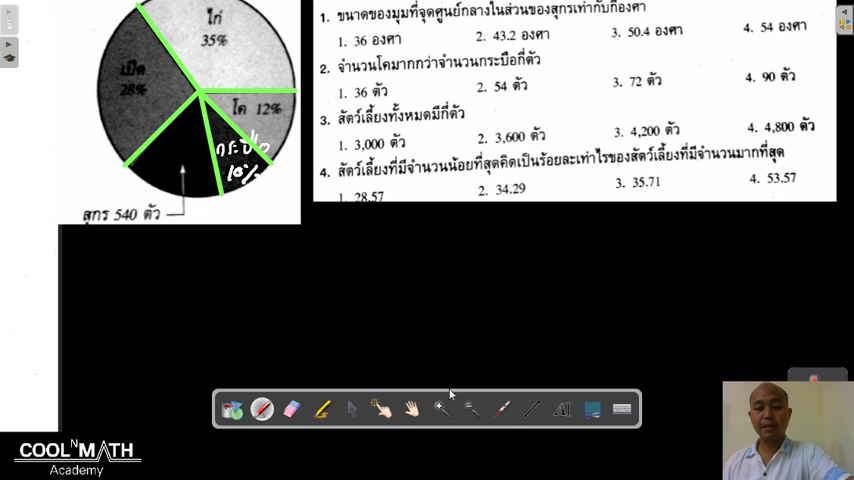 ไก่
35%
เป็ด
28%
โค 12%
กระบือ
10%
สุกร 540 ตัว
1. ขนาดของมุมที่จุดศูนย์กลางในส่วนของสุกรเท่ากับกี่องศา
1. 36 องศา 2. 43.2 องศา 3. 50.4 องศา 4. 54 องศา
2. จำนวนโคมากกว่าจำนวนกระบือกี่ตัว
1. 36 ตัว 2. 54 ตัว 3. 72 ตัว 4. 90 ตัว
3. สัตว์เลี้ยงทั้งหมดมีกี่ตัว
1. 3,000 ตัว 2. 3,600 ตัว 3. 4,200 ตัว 4. 4,800 ตัว
4. สัตว์เลี้ยงที่มีจำนวนน้อยที่สุดคิดเป็นร้อยละเท่าไรของสัตว์เลี้ยงที่มีจำนวนมากที่สุด
1. 28.57 2. 34.29 3. 35.71 4. 53.57
AI
COOL N MATH
Academy